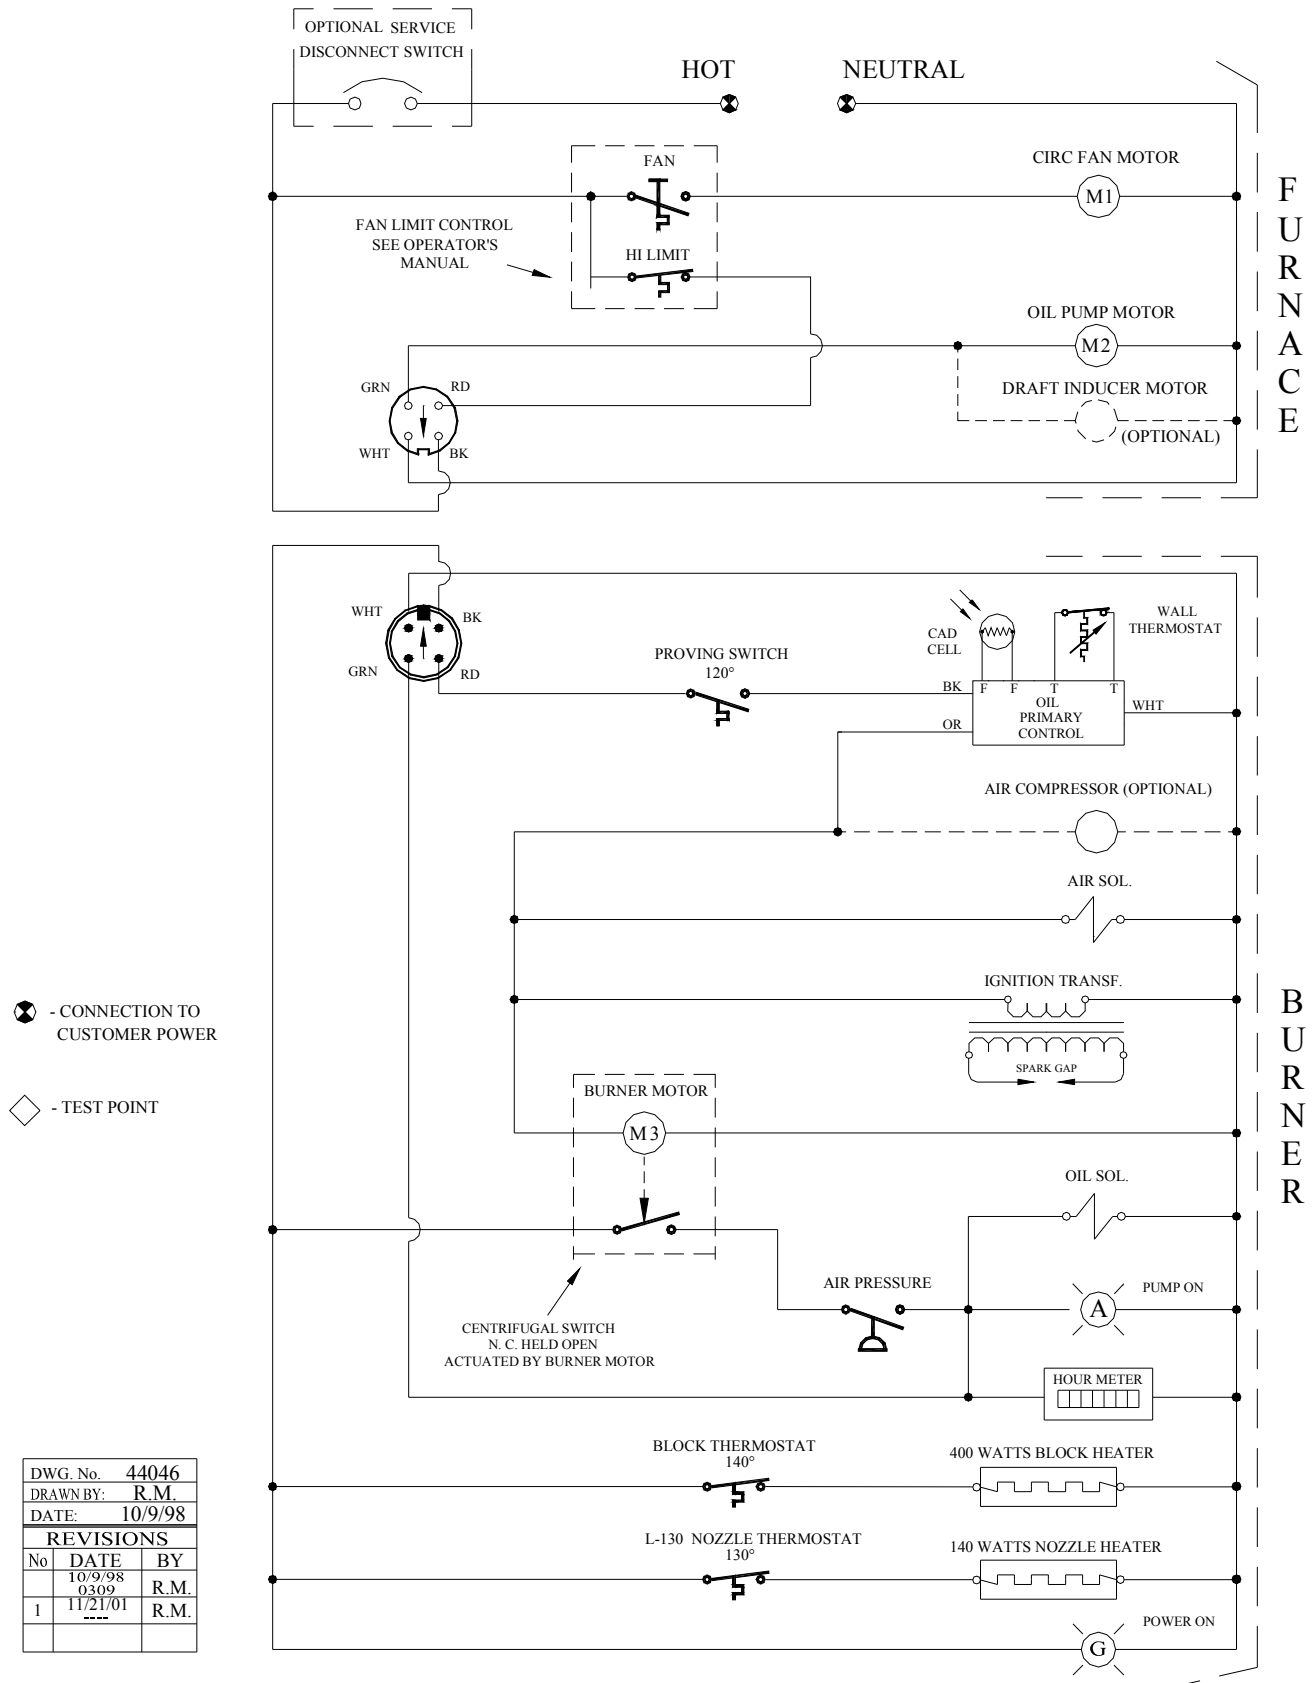 OPTIONAL SERVICE
DISCONNECT SWITCH
HOT
NEUTRAL
FAN
CIRC FAN MOTOR
M1
FAN LIMIT CONTROL
SEE OPERATOR'S
MANUAL
HI LIMIT
OIL PUMP MOTOR
M2
GRN
RD
DRAFT INDUCER MOTOR
(OPTIONAL)
WHT
BK
FURNACE
WHT
BK
GRN
RD
PROVING SWITCH
120°
CAD
CELL
WALL
THERMOSTAT
BK
F
F
T
T
OIL
PRIMARY
CONTROL
WHT
OR
AIR COMPRESSOR (OPTIONAL)
AIR SOL.
IGNITION TRANSF.
SPARK GAP
- CONNECTION TO
CUSTOMER POWER
- TEST POINT
BURNER
BURNER MOTOR
M3
OIL SOL.
AIR PRESSURE
PUMP ON
A
CENTRIFUGAL SWITCH
N. C. HELD OPEN
ACTUATED BY BURNER MOTOR
HOUR METER
BLOCK THERMOSTAT
140°
400 WATTS BLOCK HEATER
L-130 NOZZLE THERMOSTAT
130°
140 WATTS NOZZLE HEATER
POWER ON
G
DWG. No. 44046
DRAWN BY: R.M.
DATE: 10/9/98
REVISIONS
No DATE BY
10/9/98
0309 R.M.
1 11/21/01 R.M.
----